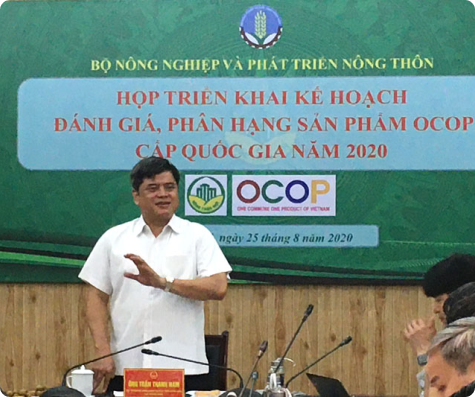 BỘ NÔNG NGHIỆP VÀ PHÁT TRIỂN NÔNG THÔN
HỌP TRIỂN KHAI KẾ HOẠCH
ĐÁNH GIÁ, PHÂN HẠNG SẢN PHẨM OCOP
CẤP QUỐC GIA NĂM 2020
OCOP
ONE COMMUNE ONE PRODUCT OF VIETNAM
ngày 25 tháng 8 năm 2020
ÔNG TRẦN THANH NAM